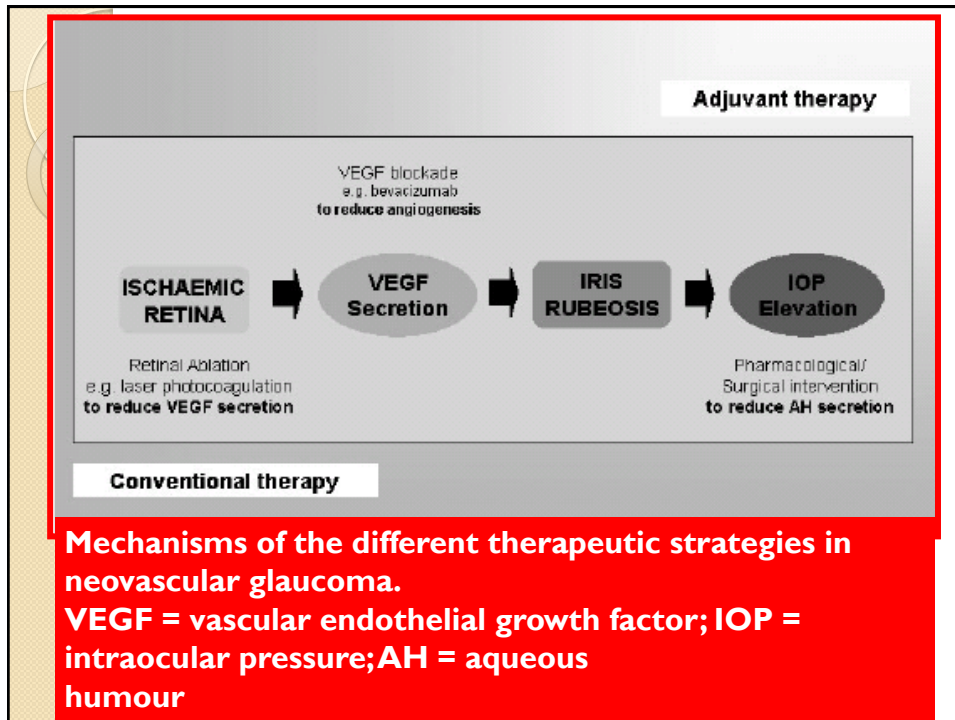 Adjuvant therapy
VEGF blockade
e.g. bevacizumab
to reduce angiogenesis
ISCHAEMIC
RETINA
VEGF
Secretion
IRIS
RUBEOSIS
IOP
Elevation
Retinal Ablation
e.g. laser photocoagulation
to reduce VEGF secretion
Pharmacological/
Surgical intervention
to reduce AH secretion
Conventional therapy
Mechanisms of the different therapeutic strategies in
neovascular glaucoma.
VEGF = vascular endothelial growth factor; IOP =
intraocular pressure; AH = aqueous
humour